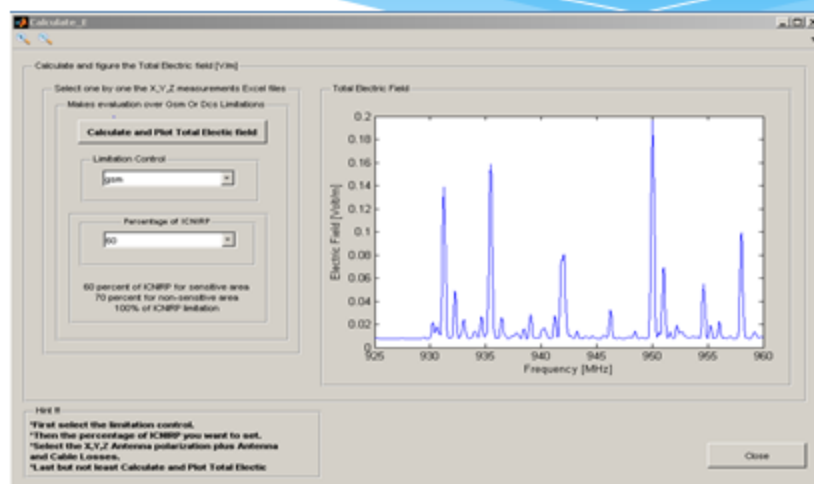 Calculate_E
Calculate and figure the Total Electric field [V/m]
Select one by one the X,Y,Z measurements Excel files
Makes evaluation over Gsm Or Dcs Limitations
Calculate and Plot Total Electic field
Limitation Control
gsm
Percentage of ICNIRP
60
60 percent of ICNIRP for sensitive area
70 percent for non-sensitive area
100% of ICNIRP limitation
Total Electric Field
0.2
0.18
0.16
0.14
0.12
0.1
0.08
0.06
0.04
0.02
0
Electric Field [Volt/m]
925
930
935
940
945
950
955
960
Frequency [MHz]
Hint !!
*First select the limitation control.
*Then the percentage of ICNIRP you want to set.
*Select the X,Y,Z Antenna polarization plus Antenna
and Cable Losses.
*Last but not least Calculate and Plot Total Electic
Close